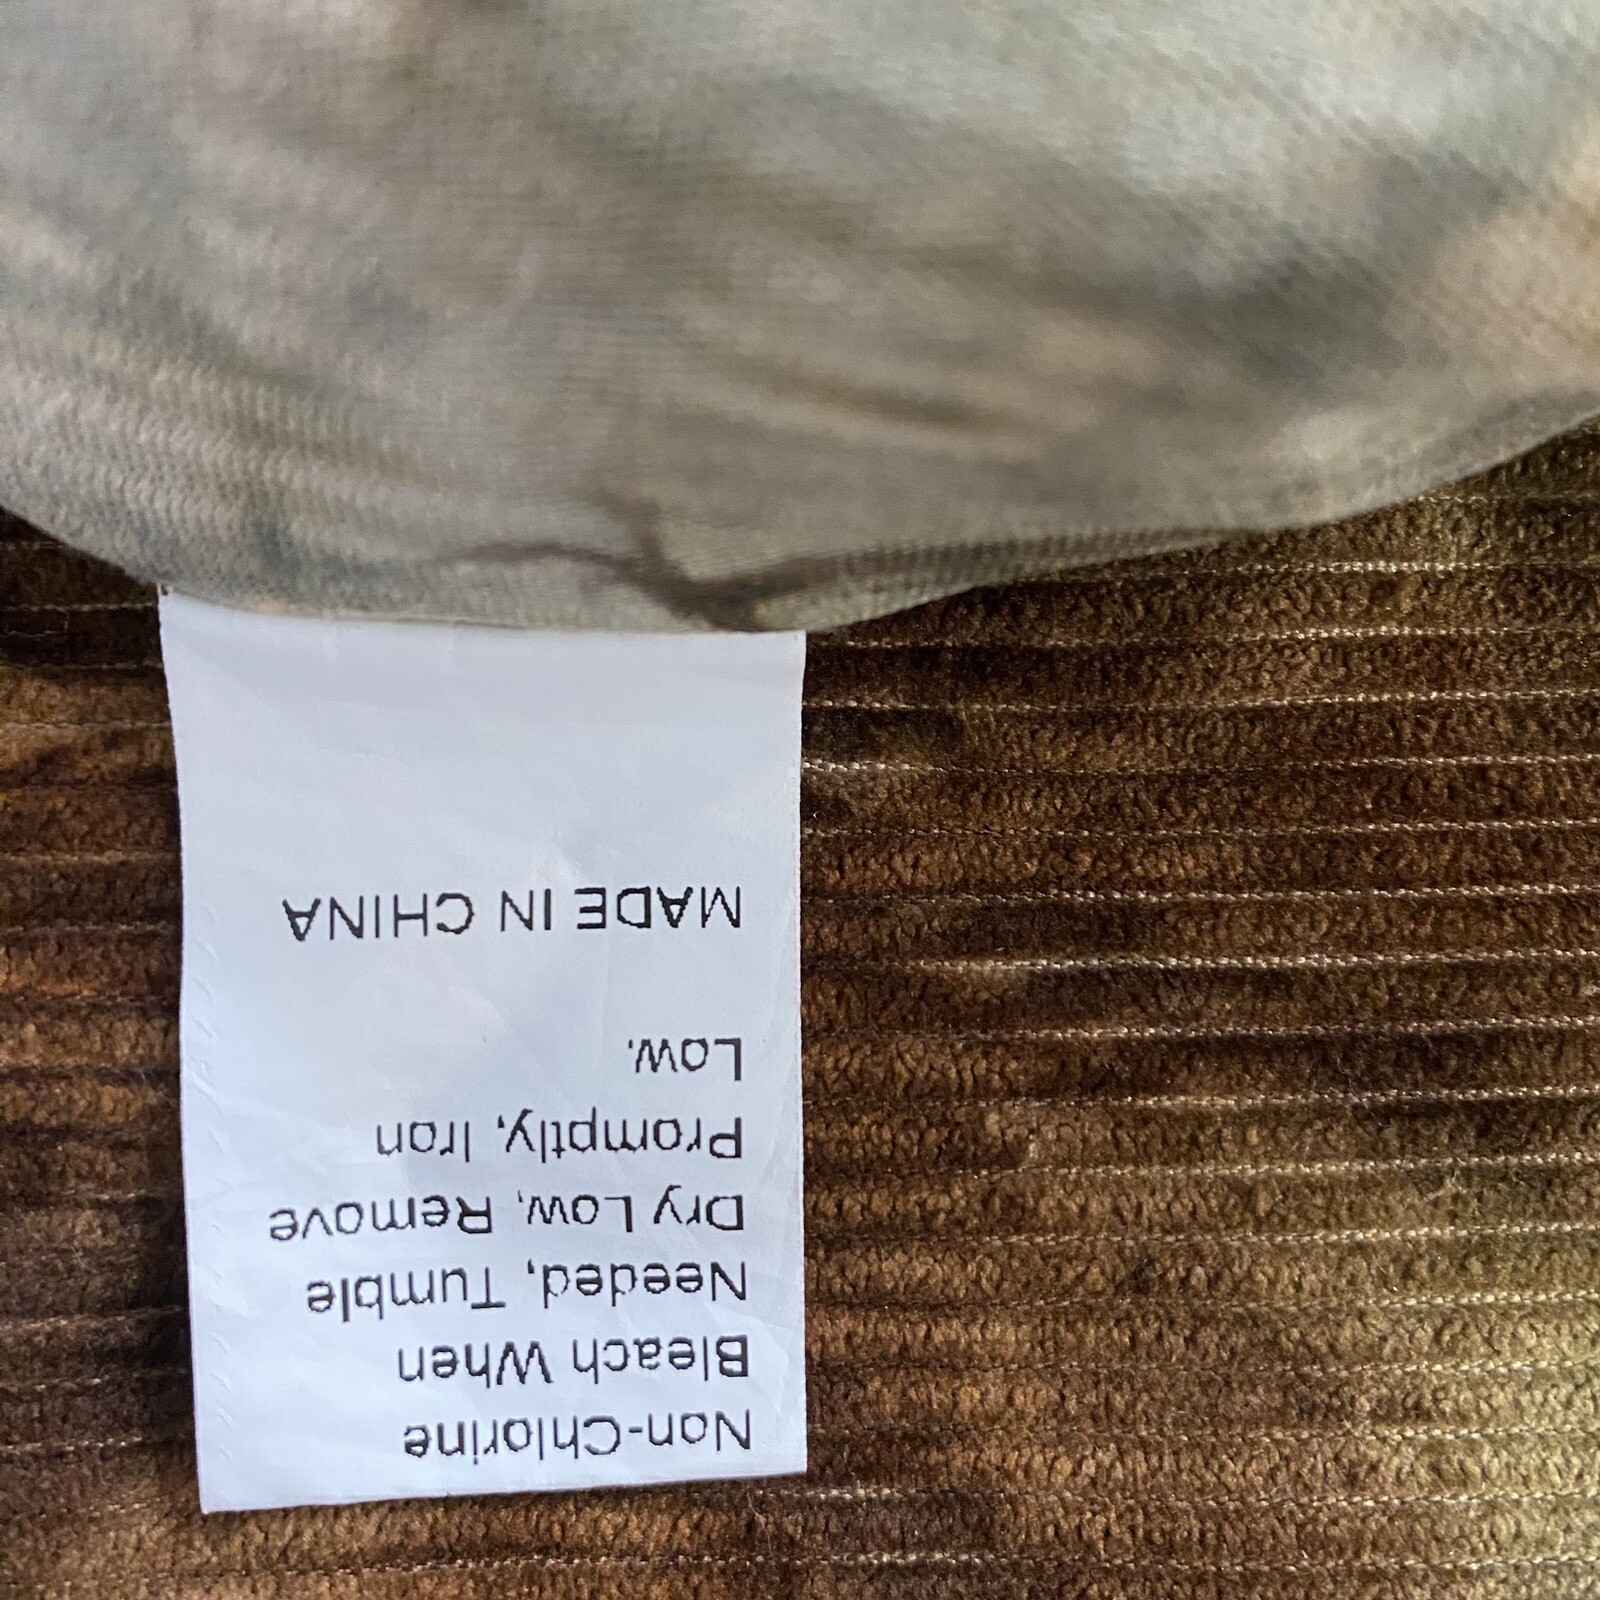 Non-Chlorine
Bleach When
Needed, Tumble
Dry Low, Remove
Promptly, Iron
Low.
MADE IN CHINA